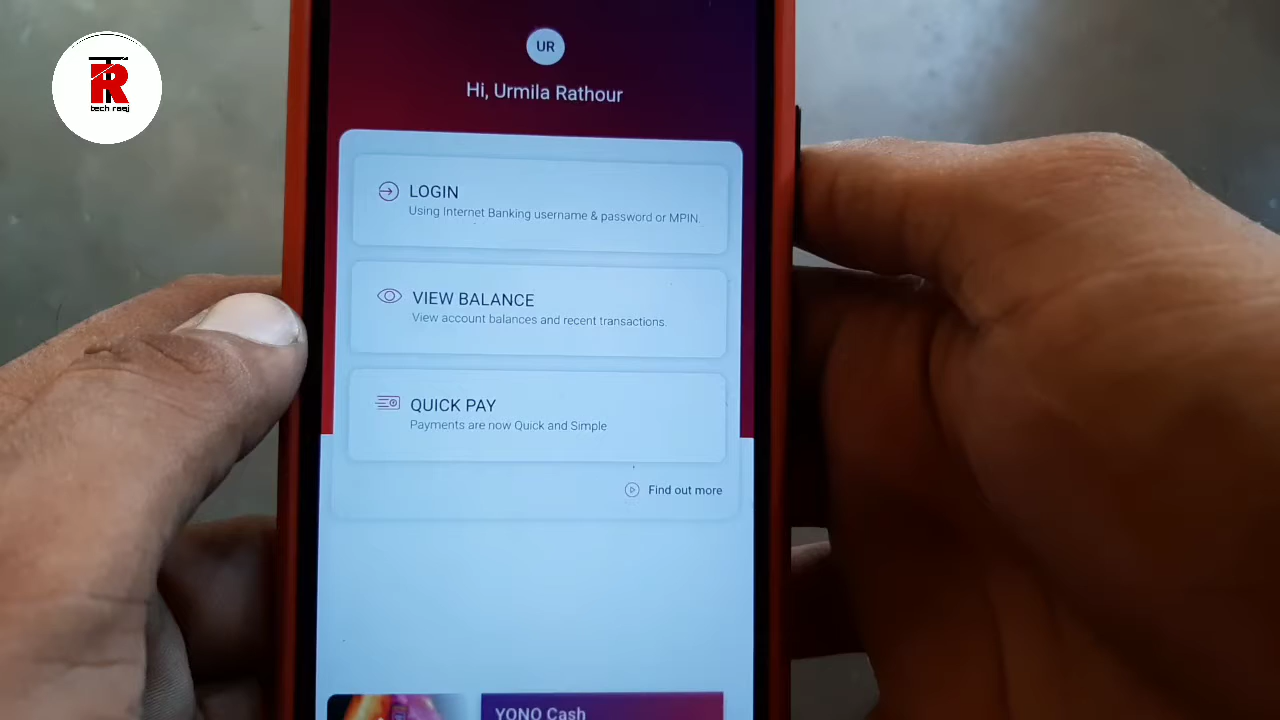 TR
tech raej
UR
Hi, Urmila Rathour
LOGIN
Using Internet Banking username & password or MPIN.
VIEW BALANCE
View account balances and recent transactions.
QUICK PAY
Payments are now Quick and Simple
Find out more
YONO Cash